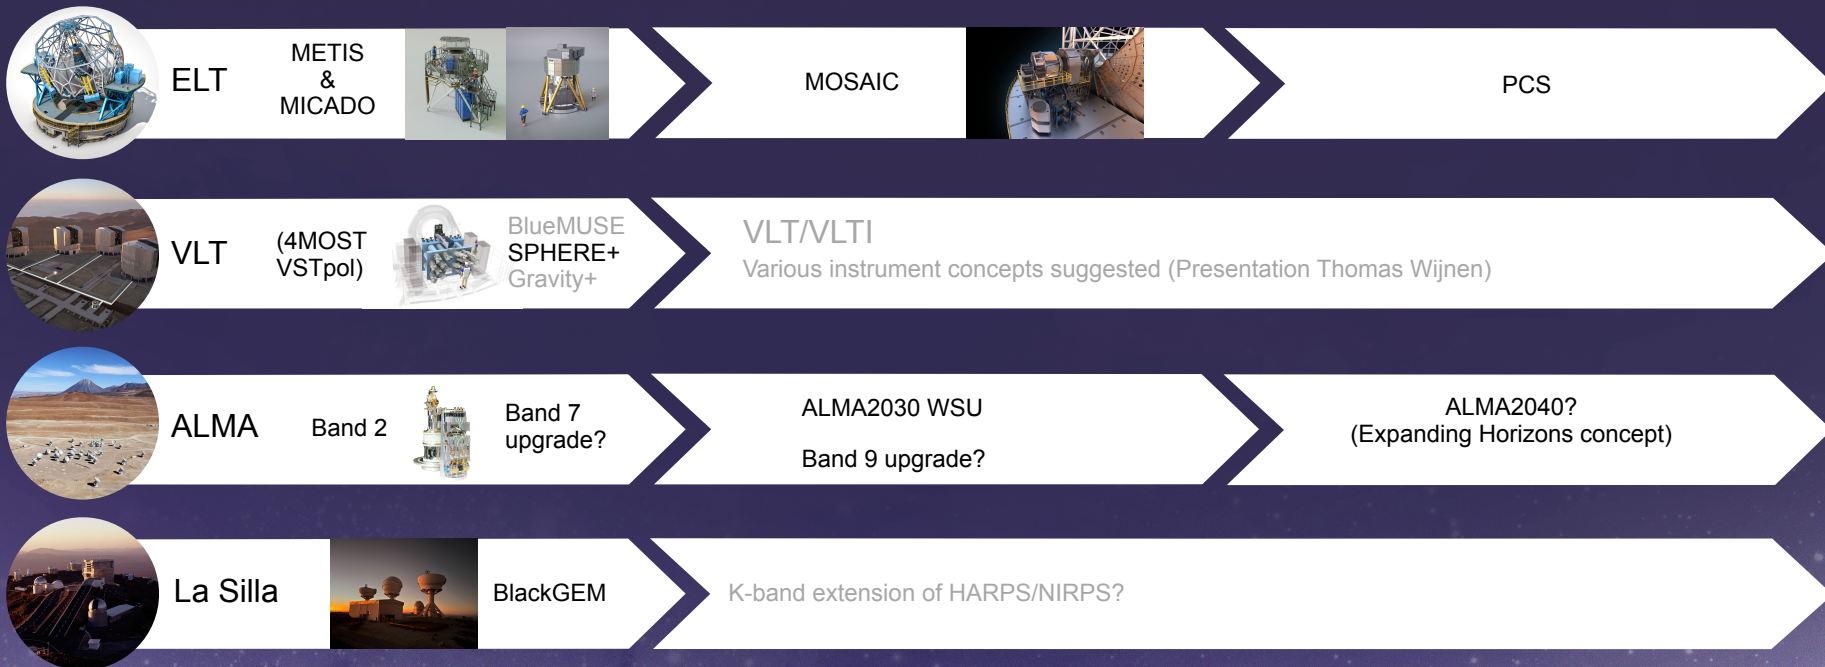 ELT
METIS
&
MICADO
MOSAIC
PCS
VLT
(4MOST
VSTpol)
BlueMUSE
SPHERE+
Gravity+
VLT/VLTI
Various instrument concepts suggested (Presentation Thomas Wijnen)
ALMA
Band 2
Band 7
upgrade?
ALMA2030 WSU
Band 9 upgrade?
ALMA2040?
(Expanding Horizons concept)
La Silla
BlackGEM
K-band extension of HARPS/NIRPS?